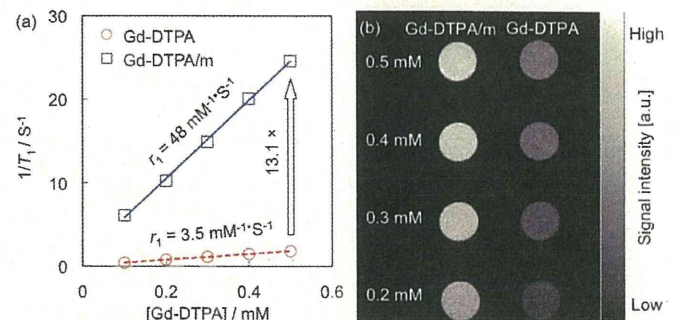 (a)
30
20
10
0
1/T₁ / S⁻¹
Gd-DTPA
Gd-DTPA/m
r₁ = 48 mM⁻¹•S⁻¹
13.1 ×
r₁ = 3.5 mM⁻¹•S⁻¹
0 0.2 0.4 0.6
[Gd-DTPA] / mM
(b) Gd-DTPA/m Gd-DTPA
0.5 mM
0.4 mM
0.3 mM
0.2 mM
High
Signal intensity [a.u.]
Low